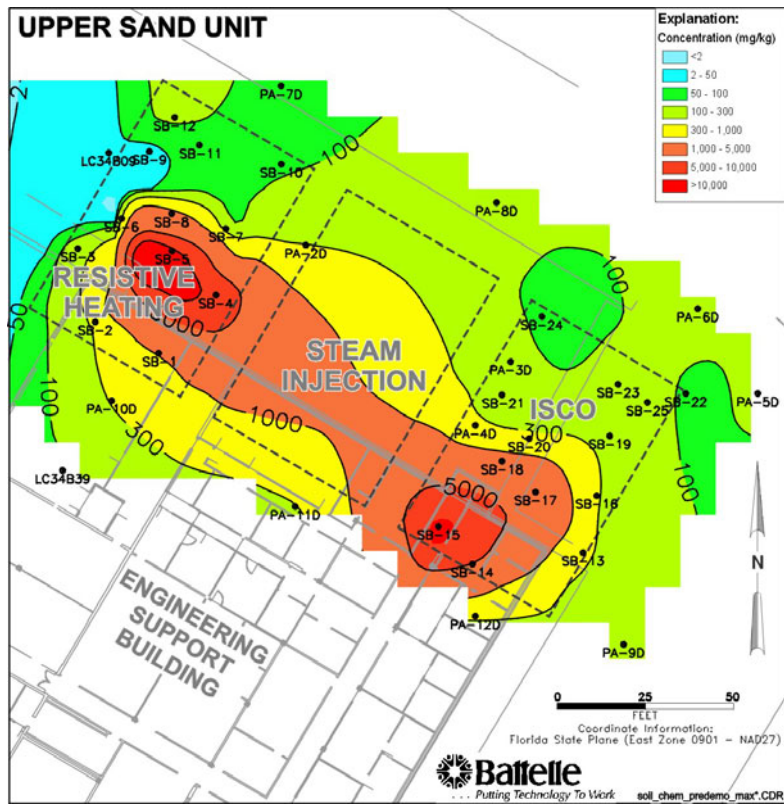 UPPER SAND UNIT
Explanation:
Concentration (mg/kg)
<2
2 - 50
50 - 100
100 - 300
300 - 1,000
1,000 - 5,000
5,000 - 10,000
>10,000
2
PA-7D
SB-12
SB-11
LC34B09
SB-9
SB-10
100
PA-8D
SB-6
SB-8
SB-7
PA-2D
SB-3
SB-5
RESISTIVE
HEATING
SB-4
100
PA-6D
SB-24
50
SB-2
SB-1
STEAM
INJECTION
PA-3D
100
PA-10D
SB-21
ISCO
SB-23
SB-25
SB-22
PA-5D
1000
300
PA-4D
300
SB-20
SB-19
LC34B39
SB-18
100
5000
SB-17
SB-16
PA-11D
SB-15
SB-14
SB-13
N
ENGINEERING
SUPPORT
BUILDING
PA-12D
PA-9D
0 25 50
FEET
Coordinate Information:
Florida State Plane (East Zone 0901 - NAD27)
Battelle
. . . Putting Technology To Work
soil_chem_predemo_max*.CDR